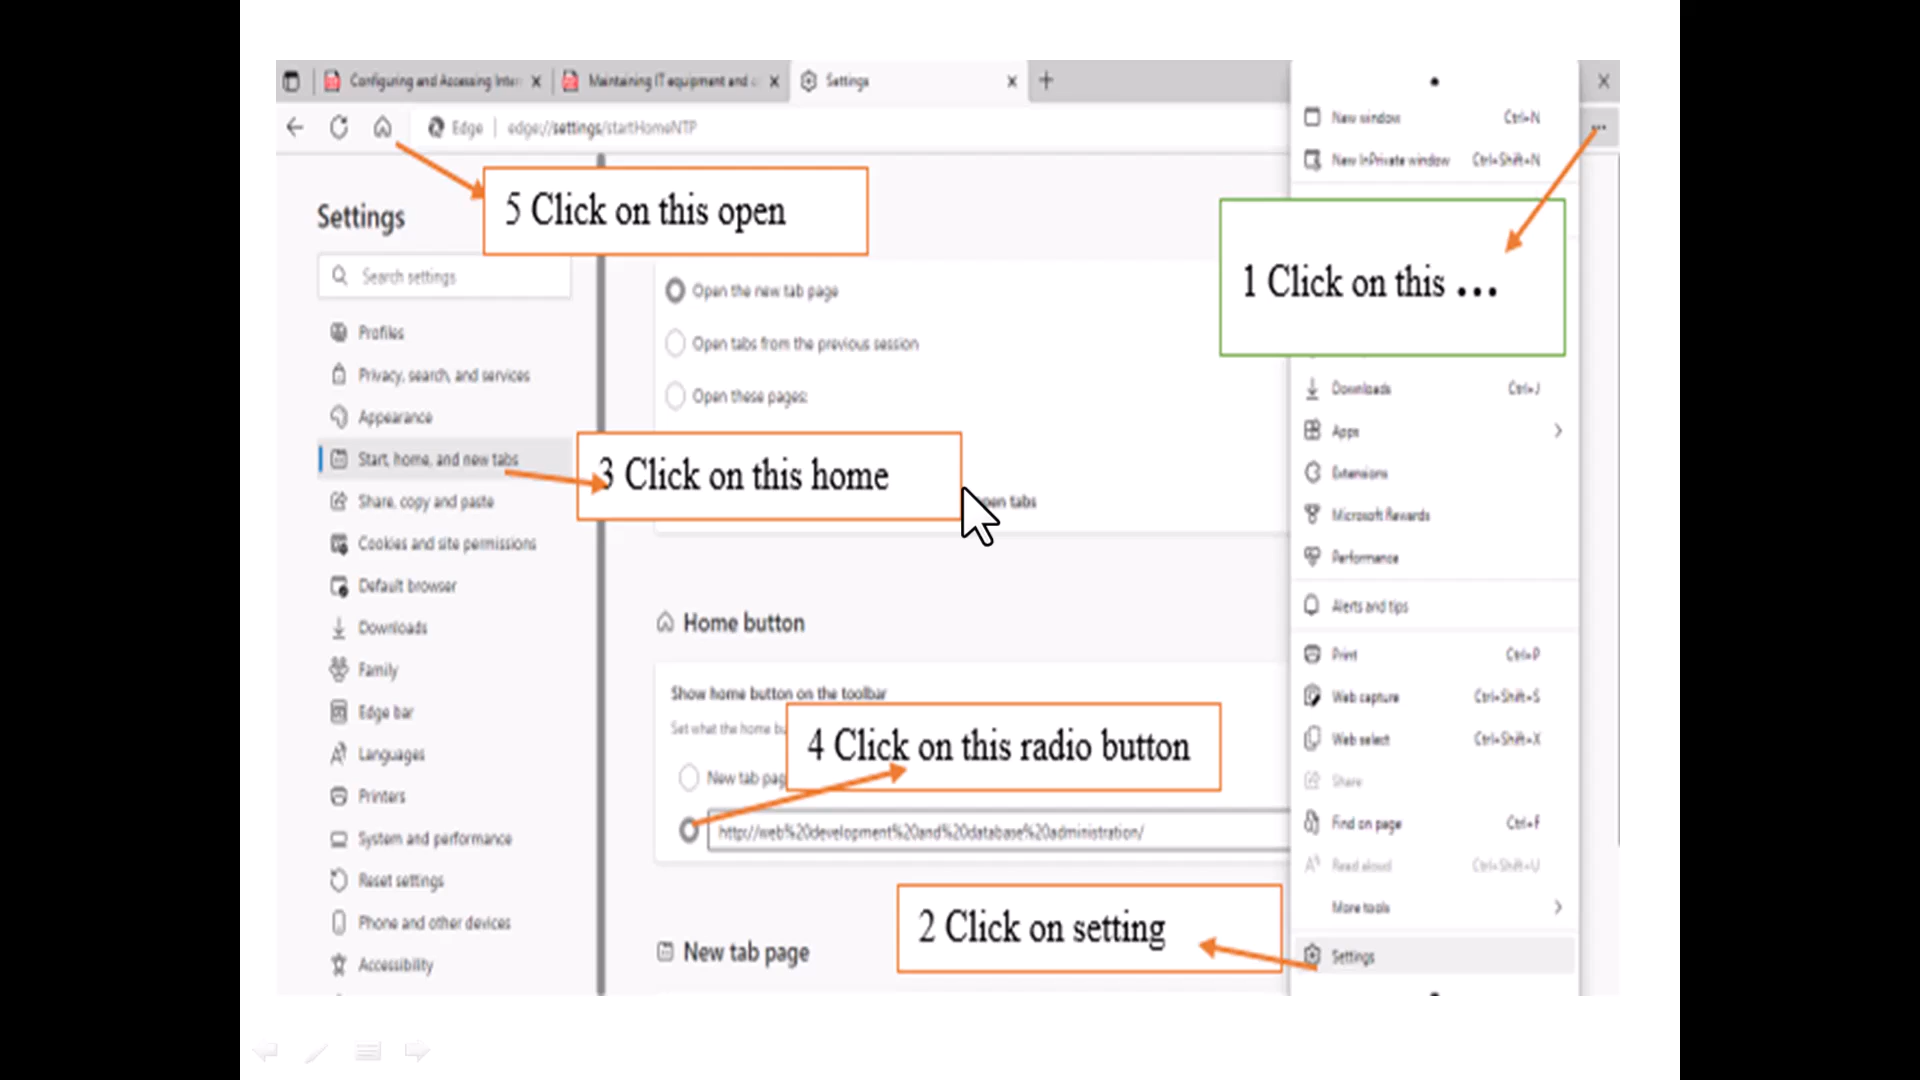 Configuring and Accessing Inter
Maintaining IT equipment and c
Settings
Edge
edge://settings/startHomeNTP
New window Ctrl+N
New InPrivate window Ctrl+Shift+N
5 Click on this open
1 Click on this ...
Settings
Search settings
Profiles
Privacy, search, and services
Appearance
Start, home, and new tabs
Share, copy and paste
Cookies and site permissions
Default browser
Downloads
Family
Edge bar
Languages
Printers
System and performance
Reset settings
Phone and other devices
Accessibility
Open the new tab page
Open tabs from the previous session
Open these pages:
3 Click on this home
open tabs
Home button
Show home button on the toolbar
Set what the home bu
4 Click on this radio button
New tab pag
http://web%20development%20and%20database%20administration/
2 Click on setting
New tab page
Downloads Ctrl+J
Apps
Extensions
Microsoft Rewards
Performance
Alerts and tips
Print Ctrl+P
Web capture Ctrl+Shift+S
Web select Ctrl+Shift+X
Share
Find on page Ctrl+F
Read aloud Ctrl+Shift+U
More tools
Settings